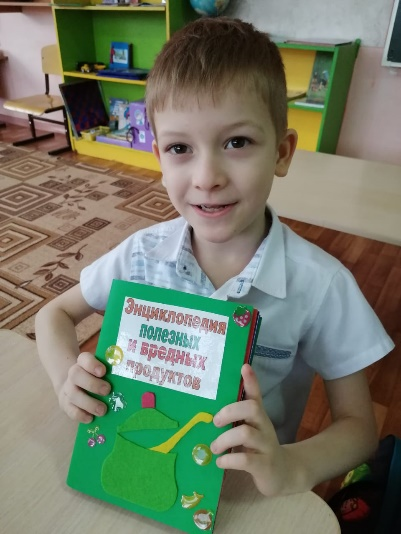 Энциклопедия
полезных
и вредных
продуктов